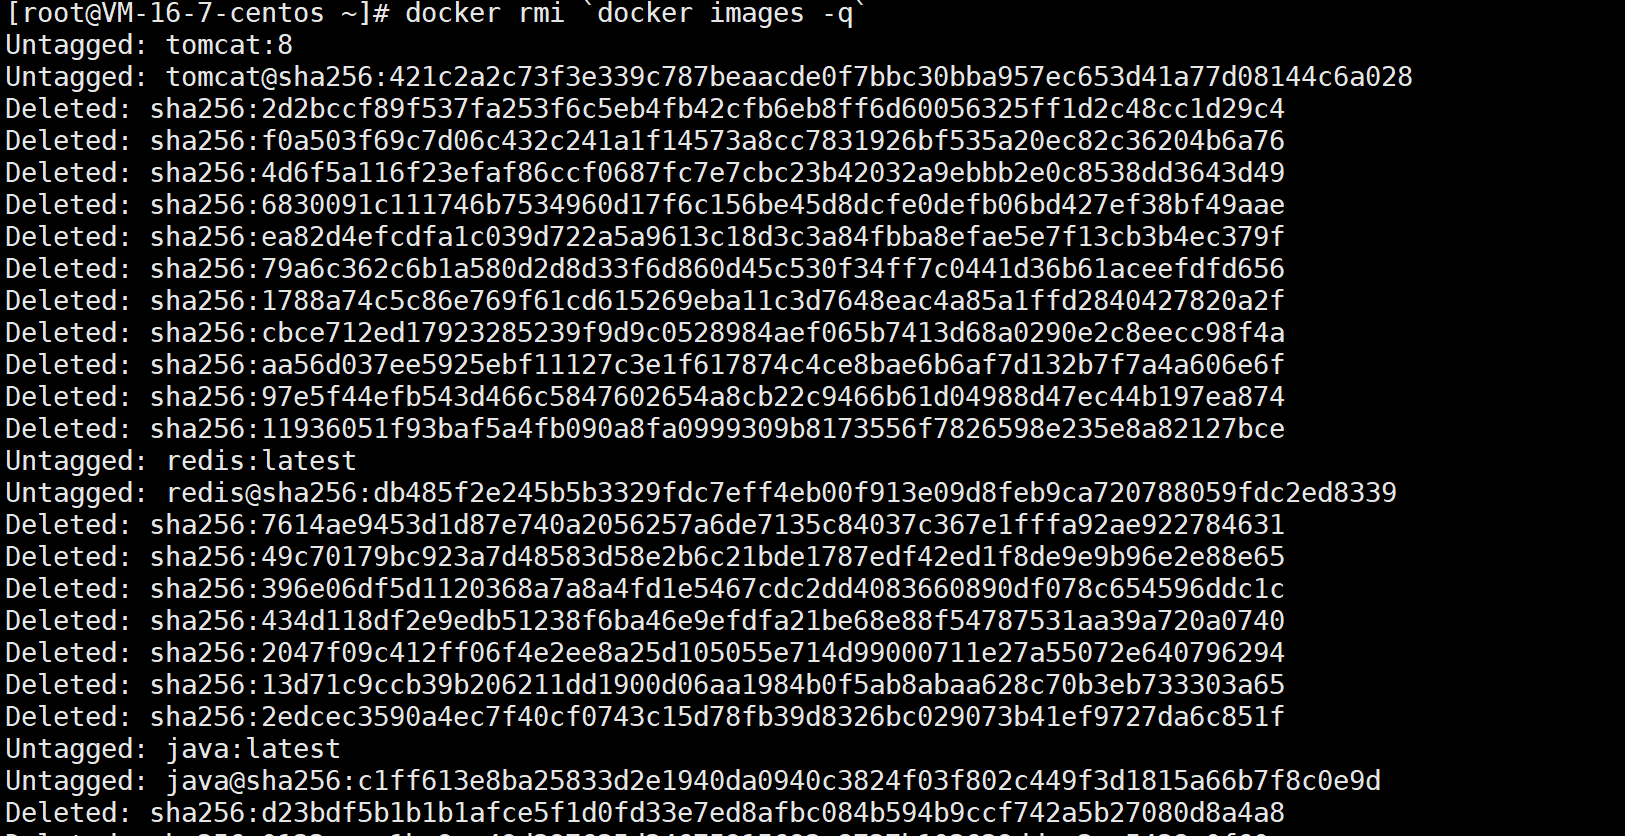 [root@VM-16-7-centos ~]# docker rmi `docker images -q`
Untagged: tomcat:8
Untagged: tomcat@sha256:421c2a2c73f3e339c787beaacde0f7bbc30bba957ec653d41a77d08144c6a028
Deleted: sha256:2d2bccf89f537fa253f6c5eb4fb42cfb6eb8ff6d60056325ff1d2c48cc1d29c4
Deleted: sha256:f0a503f69c7d06c432c241a1f14573a8cc7831926bf535a20ec82c36204b6a76
Deleted: sha256:4d6f5a116f23efaf86ccf0687fc7e7cbc23b42032a9ebbb2e0c8538dd3643d49
Deleted: sha256:6830091c111746b7534960d17f6c156be45d8dcfe0defb06bd427ef38bf49aae
Deleted: sha256:ea82d4efcdfa1c039d722a5a9613c18d3c3a84fbba8efae5e7f13cb3b4ec379f
Deleted: sha256:79a6c362c6b1a580d2d8d33f6d860d45c530f34ff7c0441d36b61aceefdfd656
Deleted: sha256:1788a74c5c86e769f61cd615269eba11c3d7648eac4a85a1ffd2840427820a2f
Deleted: sha256:cbce712ed17923285239f9d9c0528984aef065b7413d68a0290e2c8eecc98f4a
Deleted: sha256:aa56d037ee5925ebf11127c3e1f617874c4ce8bae6b6af7d132b7f7a4a606e6f
Deleted: sha256:97e5f44efb543d466c5847602654a8cb22c9466b61d04988d47ec44b197ea874
Deleted: sha256:11936051f93baf5a4fb090a8fa0999309b8173556f7826598e235e8a82127bce
Untagged: redis:latest
Untagged: redis@sha256:db485f2e245b5b3329fdc7eff4eb00f913e09d8feb9ca720788059fdc2ed8339
Deleted: sha256:7614ae9453d1d87e740a2056257a6de7135c84037c367e1fffa92ae922784631
Deleted: sha256:49c70179bc923a7d48583d58e2b6c21bde1787edf42ed1f8de9e9b96e2e88e65
Deleted: sha256:396e06df5d1120368a7a8a4fd1e5467cdc2dd4083660890df078c654596ddc1c
Deleted: sha256:434d118df2e9edb51238f6ba46e9efdfa21be68e88f54787531aa39a720a0740
Deleted: sha256:2047f09c412ff06f4e2ee8a25d105055e714d99000711e27a55072e640796294
Deleted: sha256:13d71c9ccb39b206211dd1900d06aa1984b0f5ab8abaa628c70b3eb733303a65
Deleted: sha256:2edcec3590a4ec7f40cf0743c15d78fb39d8326bc029073b41ef9727da6c851f
Untagged: java:latest
Untagged: java@sha256:c1ff613e8ba25833d2e1940da0940c3824f03f802c449f3d1815a66b7f8c0e9d
Deleted: sha256:d23bdf5b1b1b1afce5f1d0fd33e7ed8afbc084b594b9ccf742a5b27080d8a4a8